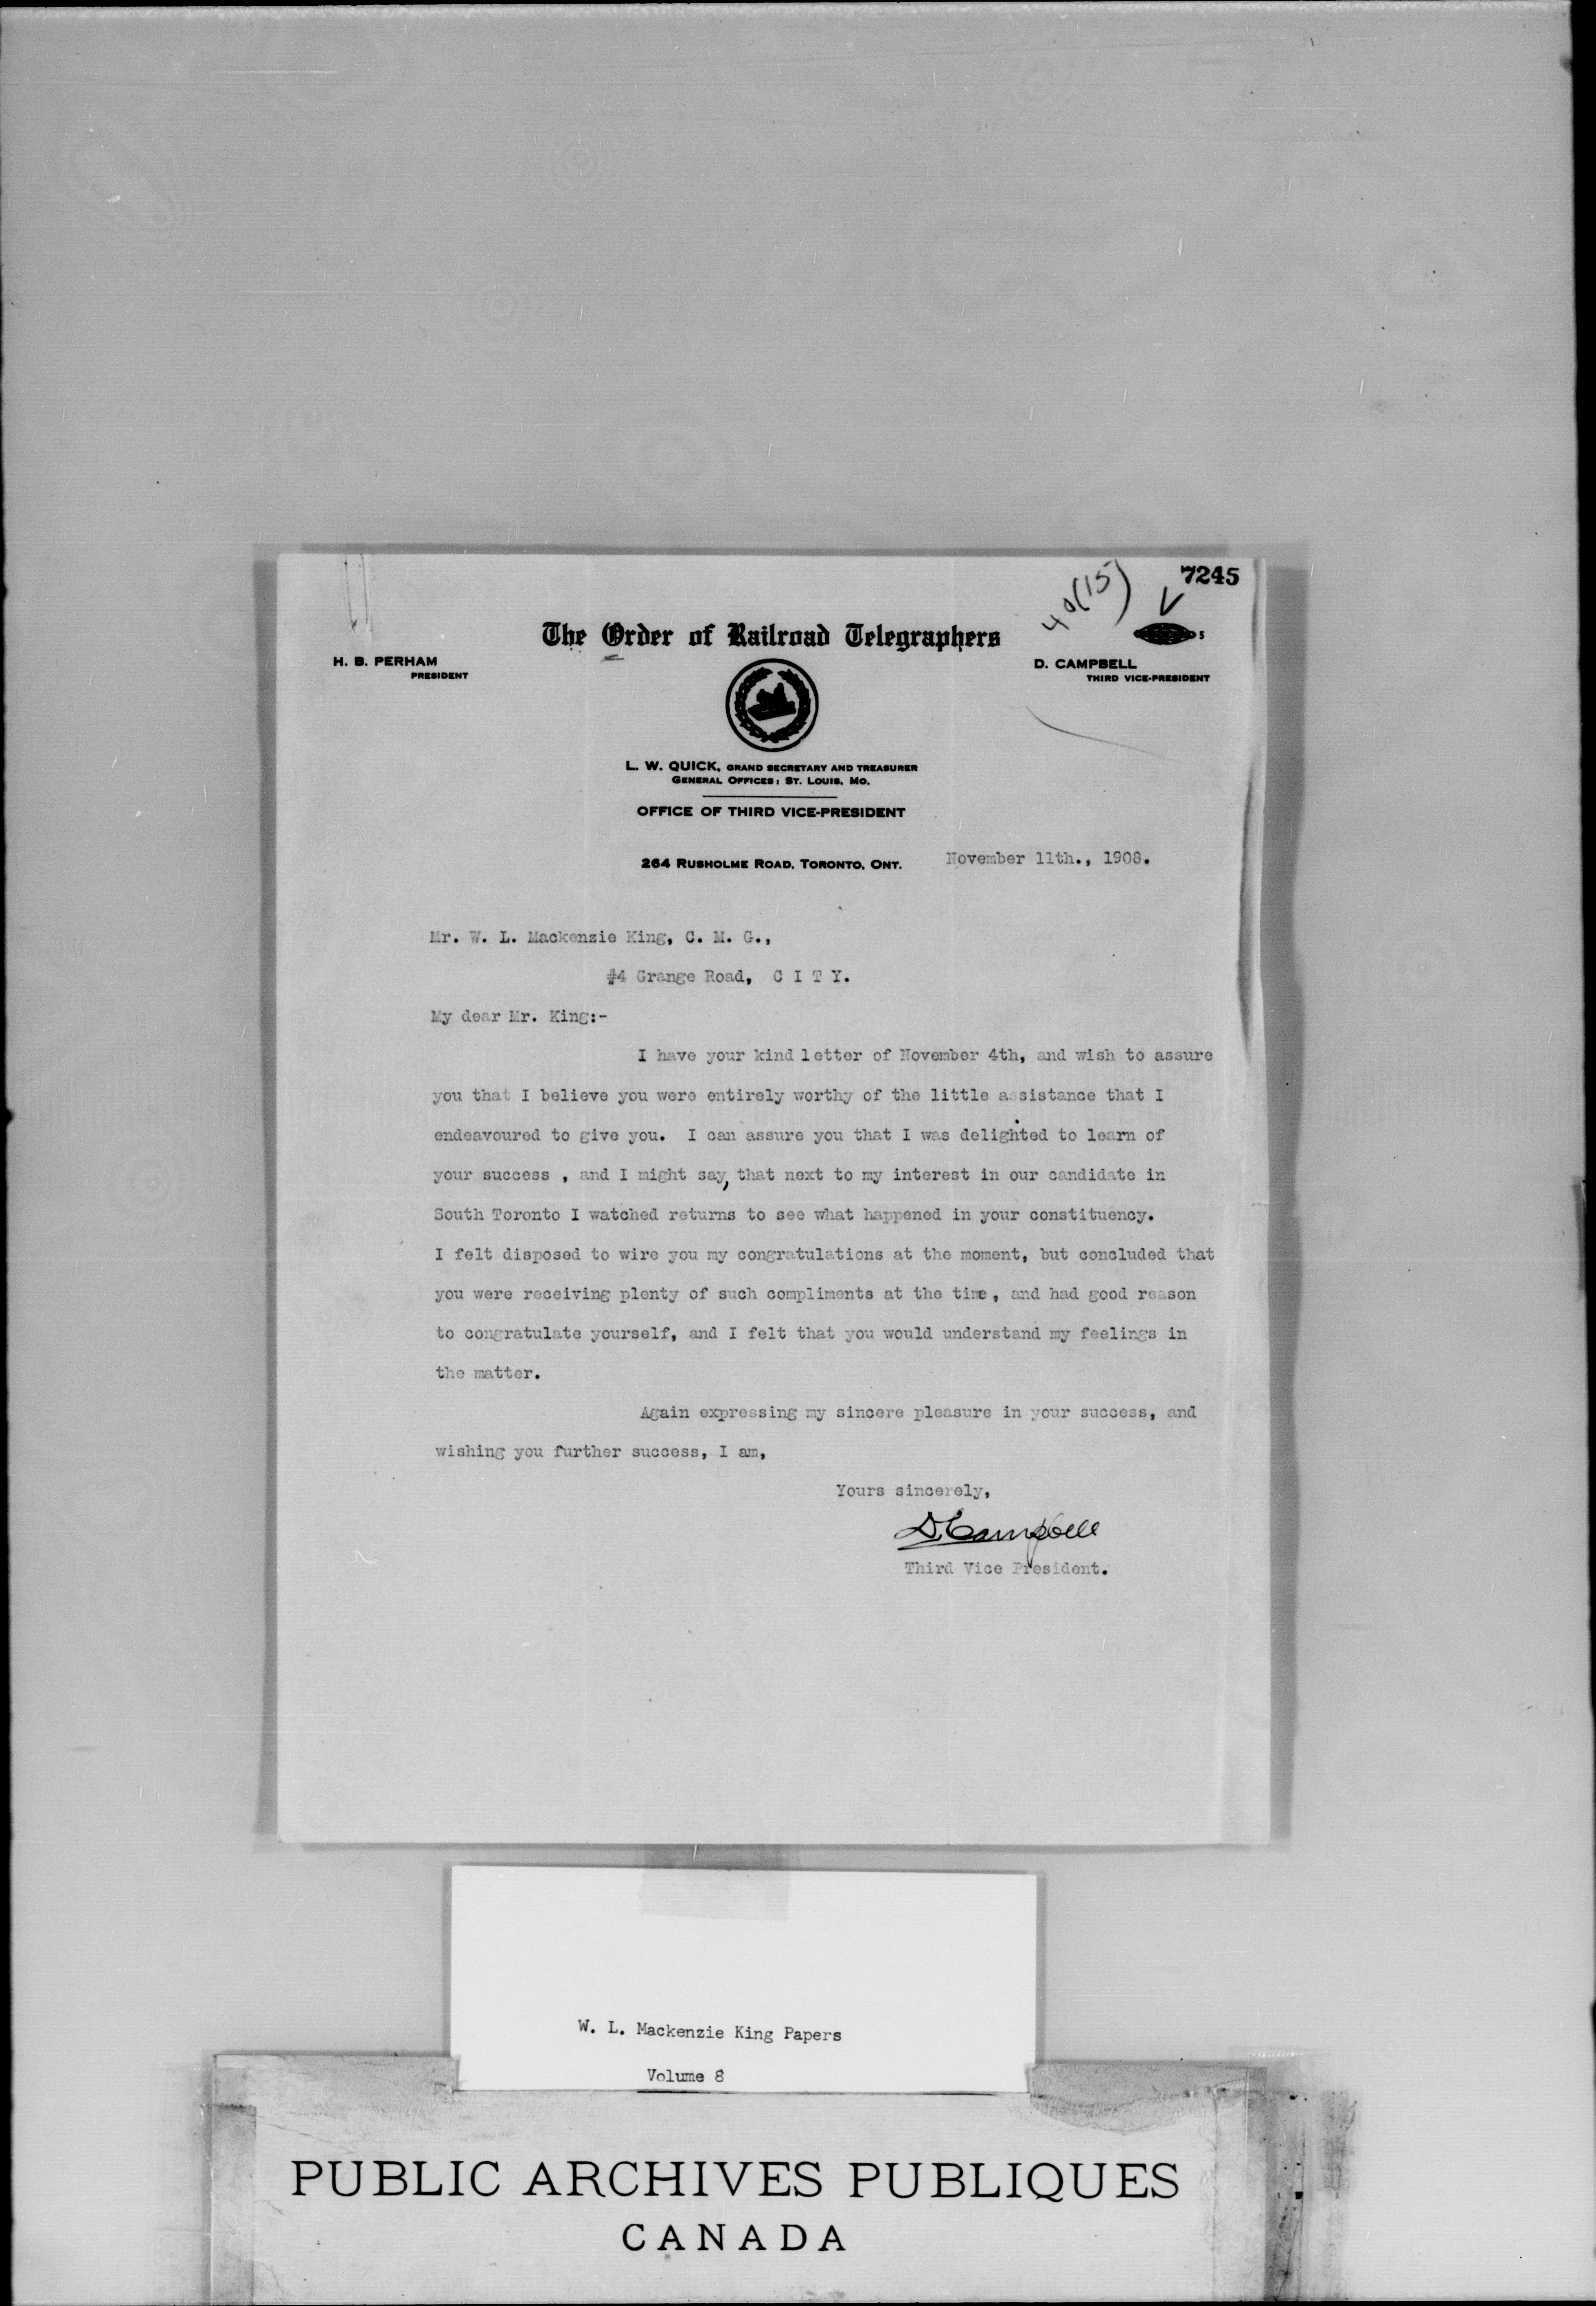 7245
40(15)
The Order of Railroad Telegraphers
H. B. PERHAM
PRESIDENT
D. CAMPBELL
THIRD VICE-PRESIDENT
L. W. QUICK, GRAND SECRETARY AND TREASURER
GENERAL OFFICES: ST. LOUIS, MO.
OFFICE OF THIRD VICE-PRESIDENT
264 RUSHOLME ROAD, TORONTO, ONT. November 11th., 1908.
Mr. W. L. Mackenzie King, C. M. G.,
#4 Grange Road, C I T Y.
My dear Mr. King:-
I have your kind letter of November 4th, and wish to assure
you that I believe you were entirely worthy of the little assistance that I
endeavoured to give you. I can assure you that I was delighted to learn of
your success , and I might say, that next to my interest in our candidate in
South Toronto I watched returns to see what happened in your constituency.
I felt disposed to wire you my congratulations at the moment, but concluded that
you were receiving plenty of such compliments at the time, and had good reason
to congratulate yourself, and I felt that you would understand my feelings in
the matter.
Again expressing my sincere pleasure in your success, and
wishing you further success, I am,
Yours sincerely,
D. Campbell
Third Vice President.
W. L. Mackenzie King Papers
Volume 8
PUBLIC ARCHIVES PUBLIQUES
CANADA